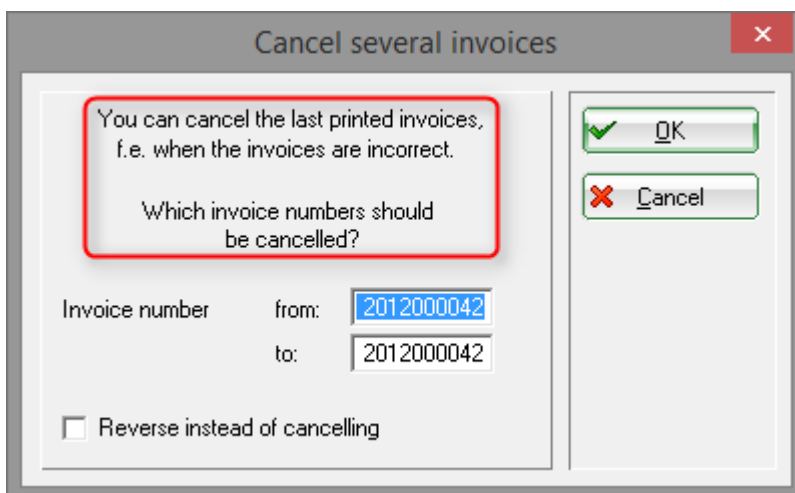 Cancel several invoices
You can cancel the last printed invoices,
f.e. when the invoices are incorrect.
Which invoice numbers should
be cancelled?
OK
Cancel
Invoice number from: 2012000042
to: 2012000042
Reverse instead of cancelling